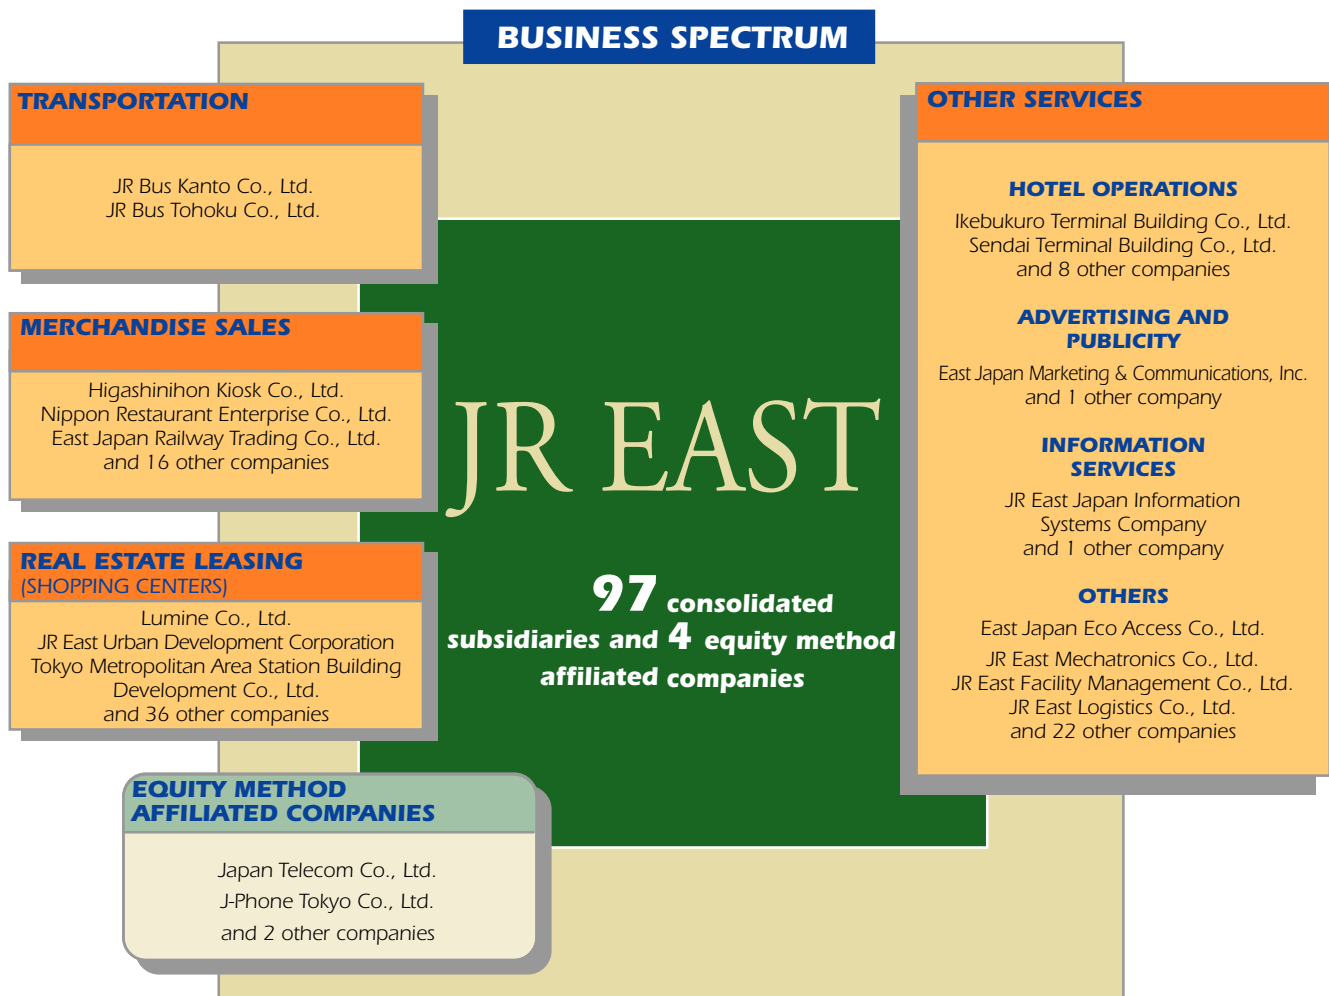 BUSINESS SPECTRUM
TRANSPORTATION
JR Bus Kanto Co., Ltd.
JR Bus Tohoku Co., Ltd.
MERCHANDISE SALES
Higashinihon Kiosk Co., Ltd.
Nippon Restaurant Enterprise Co., Ltd.
East Japan Railway Trading Co., Ltd.
and 16 other companies
REAL ESTATE LEASING
(SHOPPING CENTERS)
Lumine Co., Ltd.
JR East Urban Development Corporation
Tokyo Metropolitan Area Station Building
Development Co., Ltd.
and 36 other companies
EQUITY METHOD
AFFILIATED COMPANIES
Japan Telecom Co., Ltd.
J-Phone Tokyo Co., Ltd.
and 2 other companies
JR EAST
97 consolidated
subsidiaries and 4 equity method
affiliated companies
OTHER SERVICES
HOTEL OPERATIONS
Ikebukuro Terminal Building Co., Ltd.
Sendai Terminal Building Co., Ltd.
and 8 other companies
ADVERTISING AND
PUBLICITY
East Japan Marketing & Communications, Inc.
and 1 other company
INFORMATION
SERVICES
JR East Japan Information
Systems Company
and 1 other company
OTHERS
East Japan Eco Access Co., Ltd.
JR East Mechatronics Co., Ltd.
JR East Facility Management Co., Ltd.
JR East Logistics Co., Ltd.
and 22 other companies